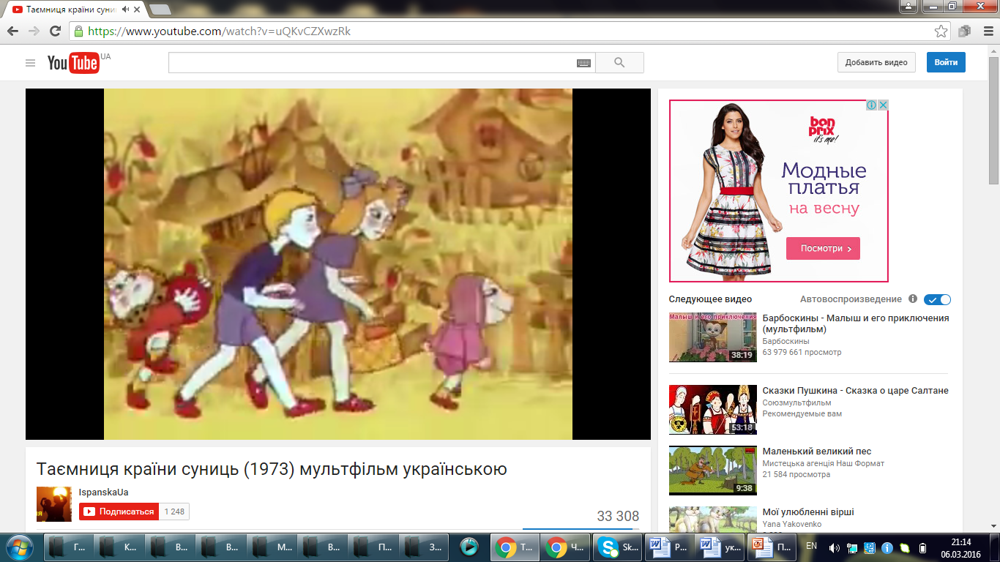 Таємниця країни суни
https://www.youtube.com/watch?v=uQKvCZXwzRk
YouTube UA
Добавить видео
Войти
bon prix
it's me!
Модные
платья
на весну
Посмотри ›
Следующее видео
Автовоспроизведение
Малыш и его приключения
38:19
Барбоскины - Малыш и его приключения
(мультфильм)
Барбоскины
63 979 661 просмотр
53:18
Сказки Пушкина - Сказка о царе Салтане
Союзмультфильм
Рекомендуемые вам
9:38
Маленький великий пес
Мистецька агенція Наш Формат
21 584 просмотра
Мої улюбленні вірші
Yana Yakovenko
Таємниця країни суниць (1973) мультфільм українською
IspanskaUa
Подписаться
1 248
33 308
Г...
К...
В...
В...
М...
В...
П...
З...
Т...
Ч...
Sk...
Р...
ук...
П...
EN
21:14
06.03.2016